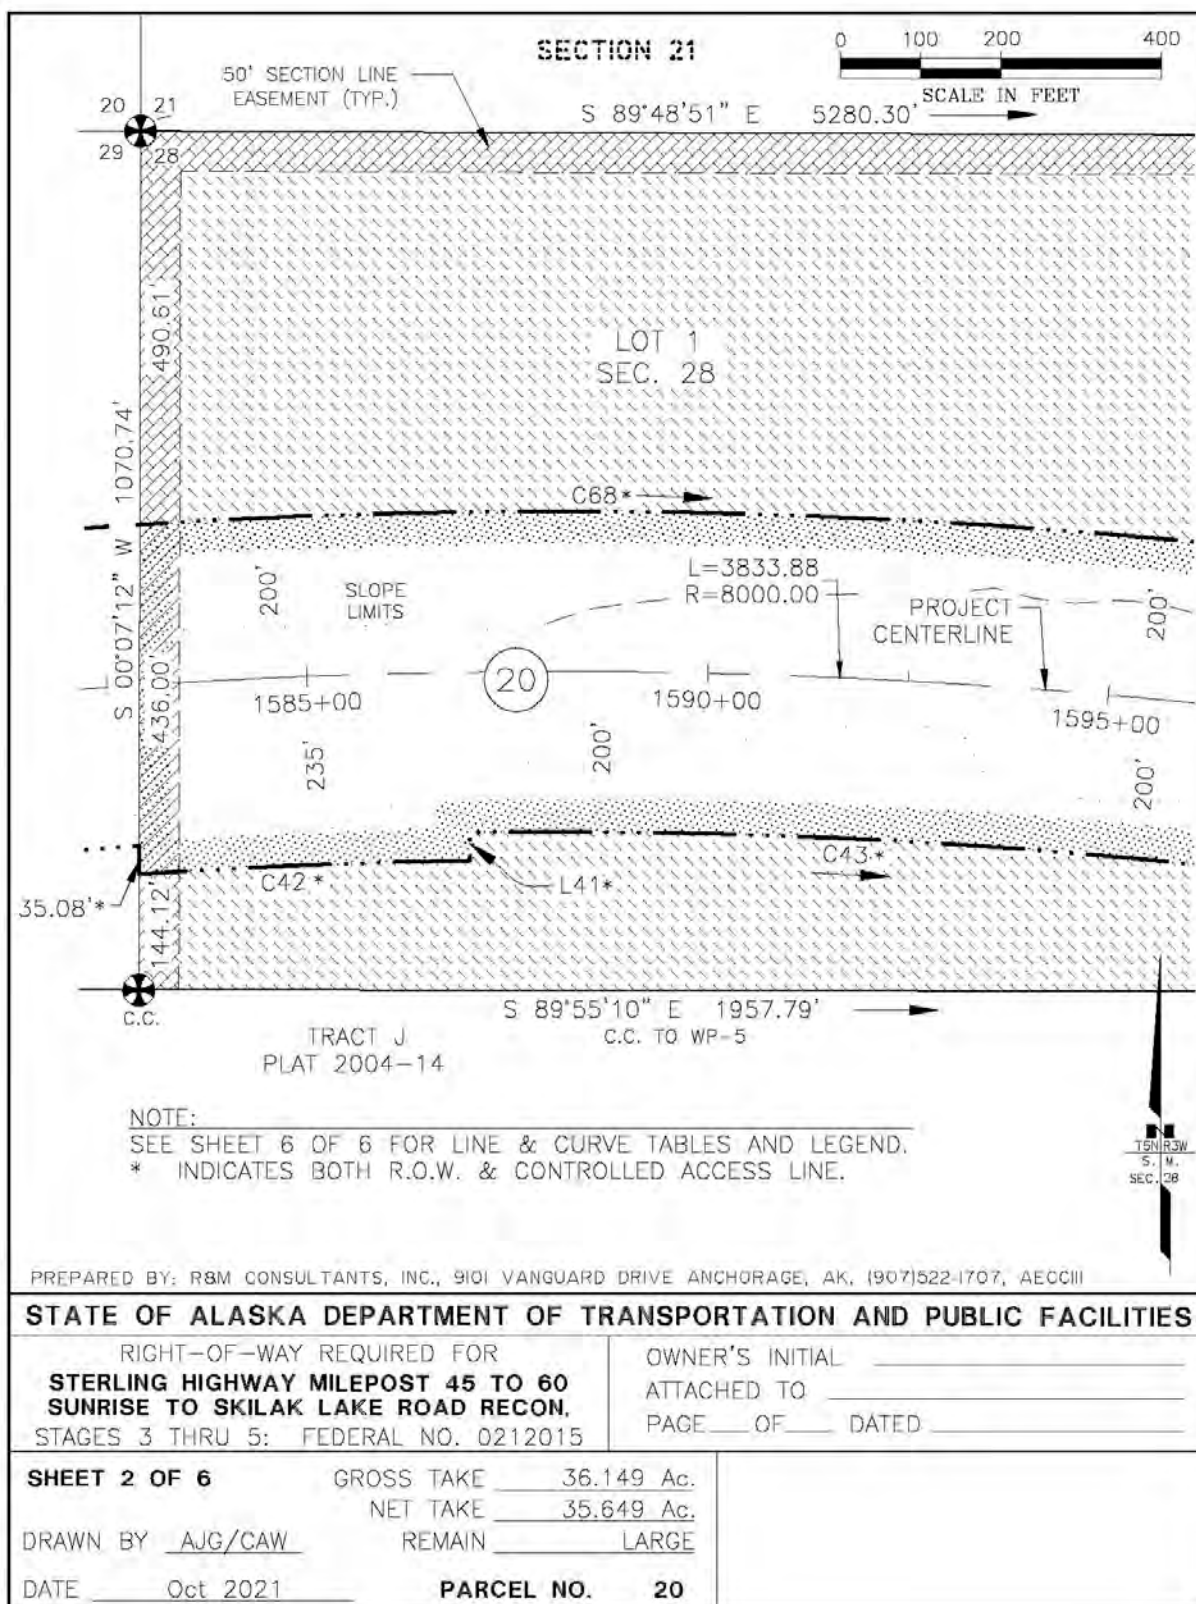 SECTION 21
0 100 200 400
SCALE IN FEET
50' SECTION LINE
EASEMENT (TYP.)
S 89°48'51" E 5280.30'
20 21
29 28
490.61'
S 00°07'12" W 1070.74'
LOT 1
SEC. 28
C68*
L=3833.88
R=8000.00
200'
SLOPE
LIMITS
PROJECT
CENTERLINE
200'
436.00'
20
1585+00
1590+00
1595+00
235'
200'
200'
C42*
L41*
C43*
35.08'*
144.12'
C.C.
S 89°55'10" E 1957.79'
C.C. TO WP-5
TRACT J
PLAT 2004-14
NOTE:
SEE SHEET 6 OF 6 FOR LINE & CURVE TABLES AND LEGEND.
* INDICATES BOTH R.O.W. & CONTROLLED ACCESS LINE.
T5N R3W
S. M.
SEC. 28
PREPARED BY: R&M CONSULTANTS, INC., 9101 VANGUARD DRIVE ANCHORAGE, AK, (907)522-1707, AECC111
STATE OF ALASKA DEPARTMENT OF TRANSPORTATION AND PUBLIC FACILITIES
RIGHT-OF-WAY REQUIRED FOR
STERLING HIGHWAY MILEPOST 45 TO 60
SUNRISE TO SKILAK LAKE ROAD RECON.
STAGES 3 THRU 5: FEDERAL NO. 0212015
OWNER'S INITIAL
ATTACHED TO
PAGE OF DATED
SHEET 2 OF 6
GROSS TAKE 36.149 Ac.
NET TAKE 35.649 Ac.
DRAWN BY AJG/CAW
REMAIN LARGE
DATE Oct 2021
PARCEL NO. 20